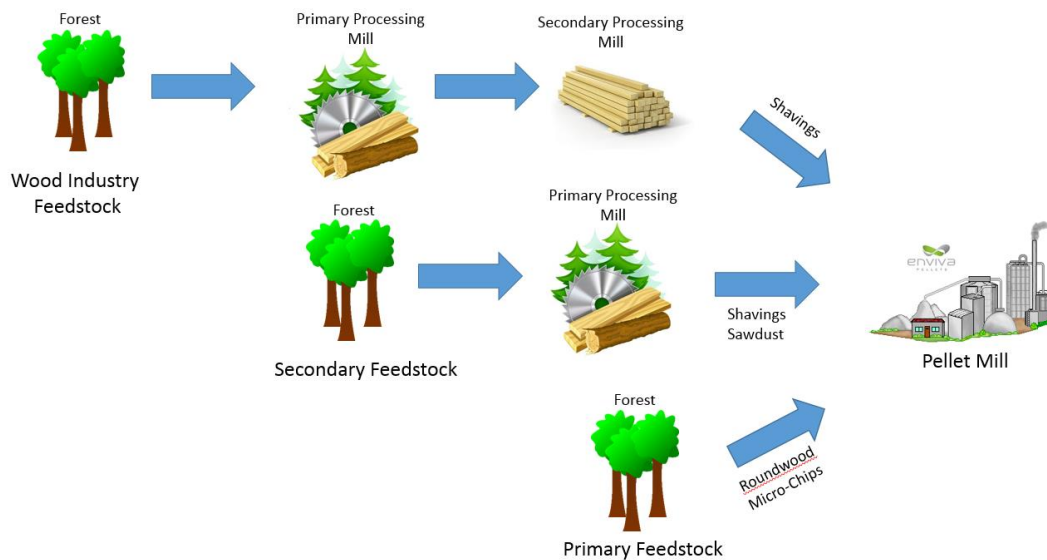 Forest
Primary Processing
Mill
Secondary Processing
Mill
Wood Industry
Feedstock
Shavings
Forest
Primary Processing
Mill
Shavings
Sawdust
Secondary Feedstock
enviva
PELLETS
Pellet Mill
Forest
Roundwood
Micro-Chips
Primary Feedstock